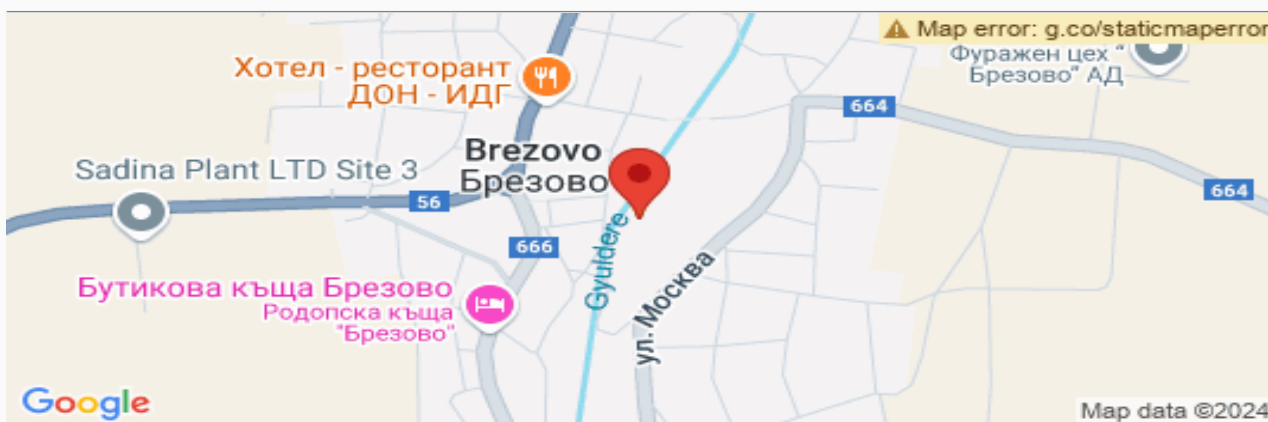 Map error: g.co/staticmaperror
Фуражен цех "
Брезово" АД
Хотел - ресторант
ДОН - ИДГ
664
Brezovo
Брезово
Sadina Plant LTD Site 3
56
664
666
Gyuldere
ул. Москва
Бутикова къща Брезово
Родопска къща
"Брезово"
Google
Map data ©2024